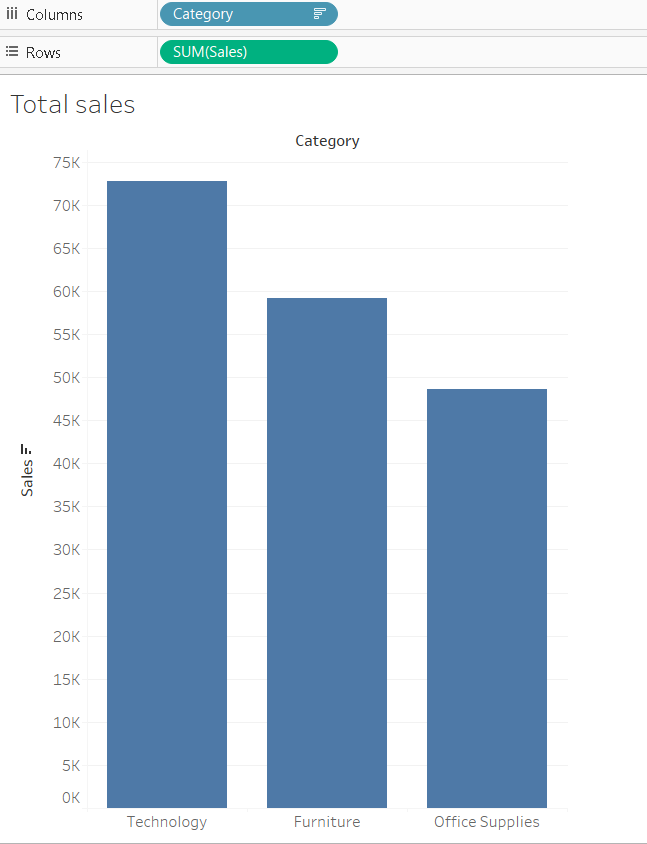 Columns Category
Rows SUM(Sales)
Total sales
Category
75K
70K
65K
60K
55K
50K
45K
40K
35K
30K
25K
20K
15K
10K
5K
0K
Sales
Technology Furniture Office Supplies